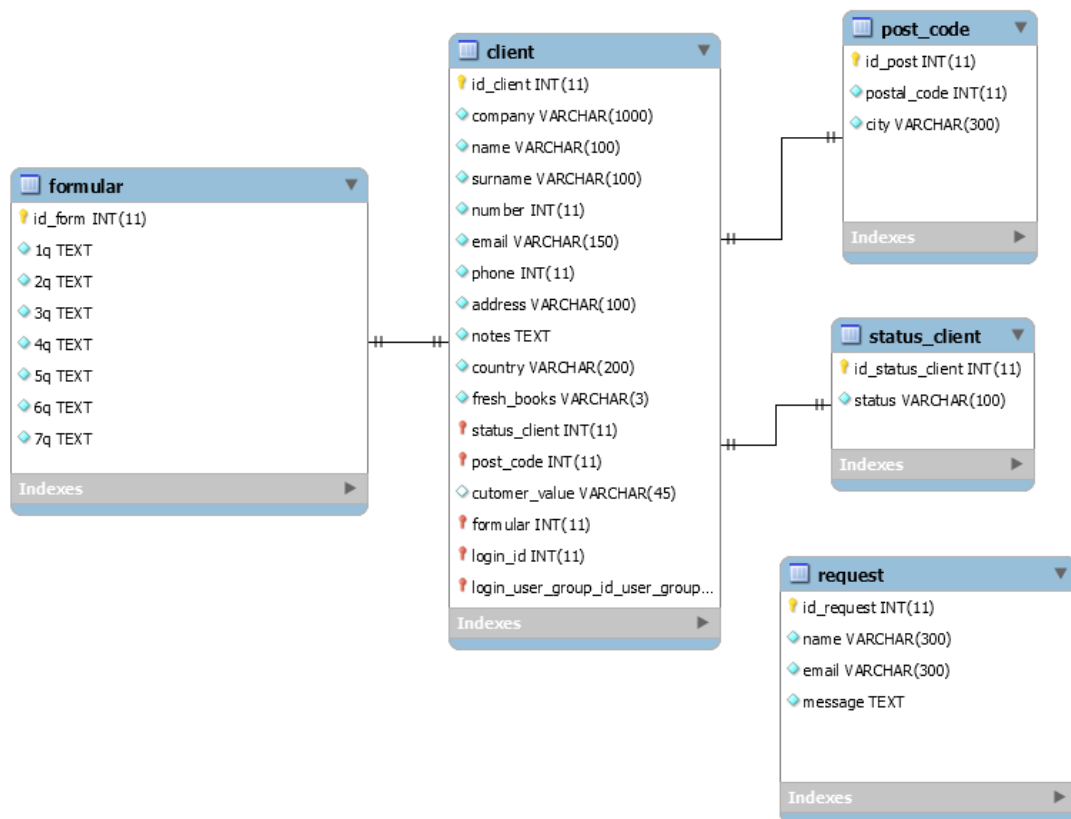 formular
id_form INT(11)
1q TEXT
2q TEXT
3q TEXT
4q TEXT
5q TEXT
6q TEXT
7q TEXT
Indexes
client
id_client INT(11)
company VARCHAR(1000)
name VARCHAR(100)
surname VARCHAR(100)
number INT(11)
email VARCHAR(150)
phone INT(11)
address VARCHAR(100)
notes TEXT
country VARCHAR(200)
fresh_books VARCHAR(3)
status_client INT(11)
post_code INT(11)
cutomer_value VARCHAR(45)
formular INT(11)
login_id INT(11)
login_user_group_id_user_group...
Indexes
post_code
id_post INT(11)
postal_code INT(11)
city VARCHAR(300)
Indexes
status_client
id_status_client INT(11)
status VARCHAR(100)
Indexes
request
id_request INT(11)
name VARCHAR(300)
email VARCHAR(300)
message TEXT
Indexes